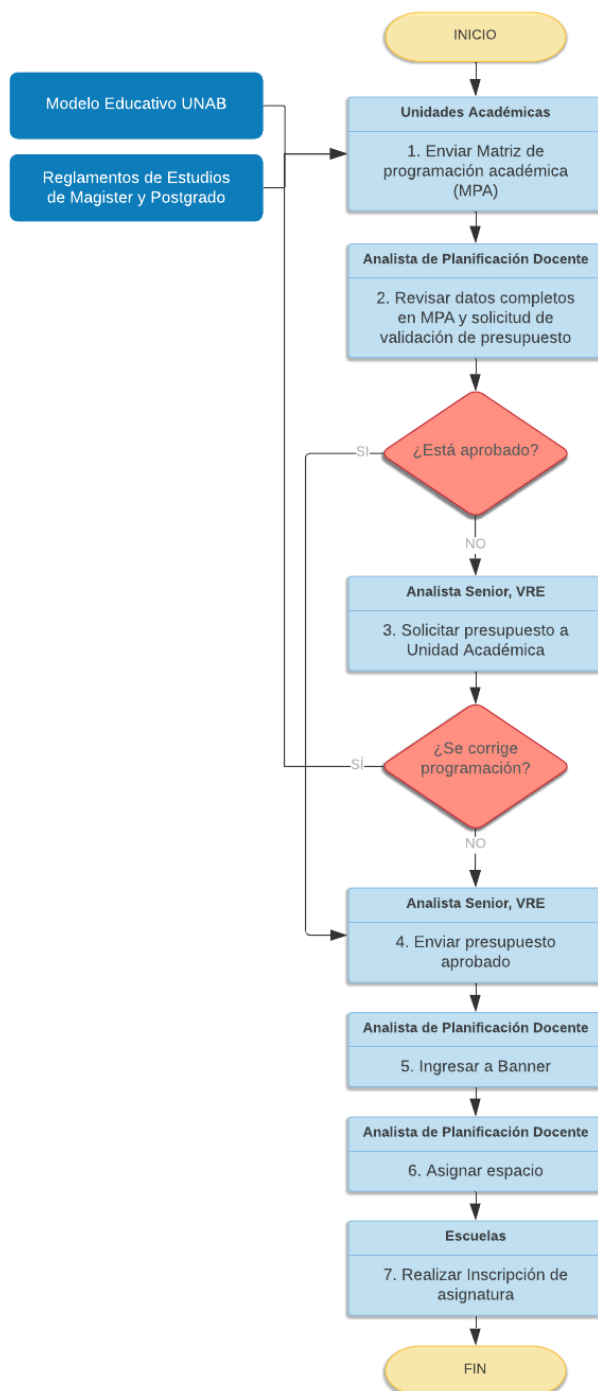 INICIO
Modelo Educativo UNAB
Reglamentos de Estudios
de Magister y Postgrado
Unidades Académicas
1. Enviar Matriz de
programación académica
(MPA)
Analista de Planificación Docente
2. Revisar datos completos
en MPA y solicitud de
validación de presupuesto
¿Está aprobado?
SI
NO
Analista Senior, VRE
3. Solicitar presupuesto a
Unidad Académica
¿Se corrige
programación?
SÍ
NO
Analista Senior, VRE
4. Enviar presupuesto
aprobado
Analista de Planificación Docente
5. Ingresar a Banner
Analista de Planificación Docente
6. Asignar espacio
Escuelas
7. Realizar Inscripción de
asignatura
FIN